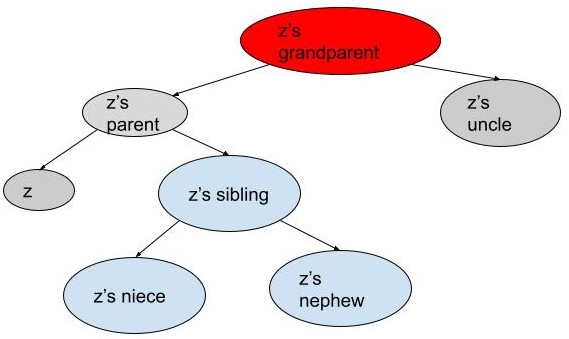 z’s
grandparent
z’s
parent
z’s
uncle
z
z’s sibling
z’s niece
z’s
nephew